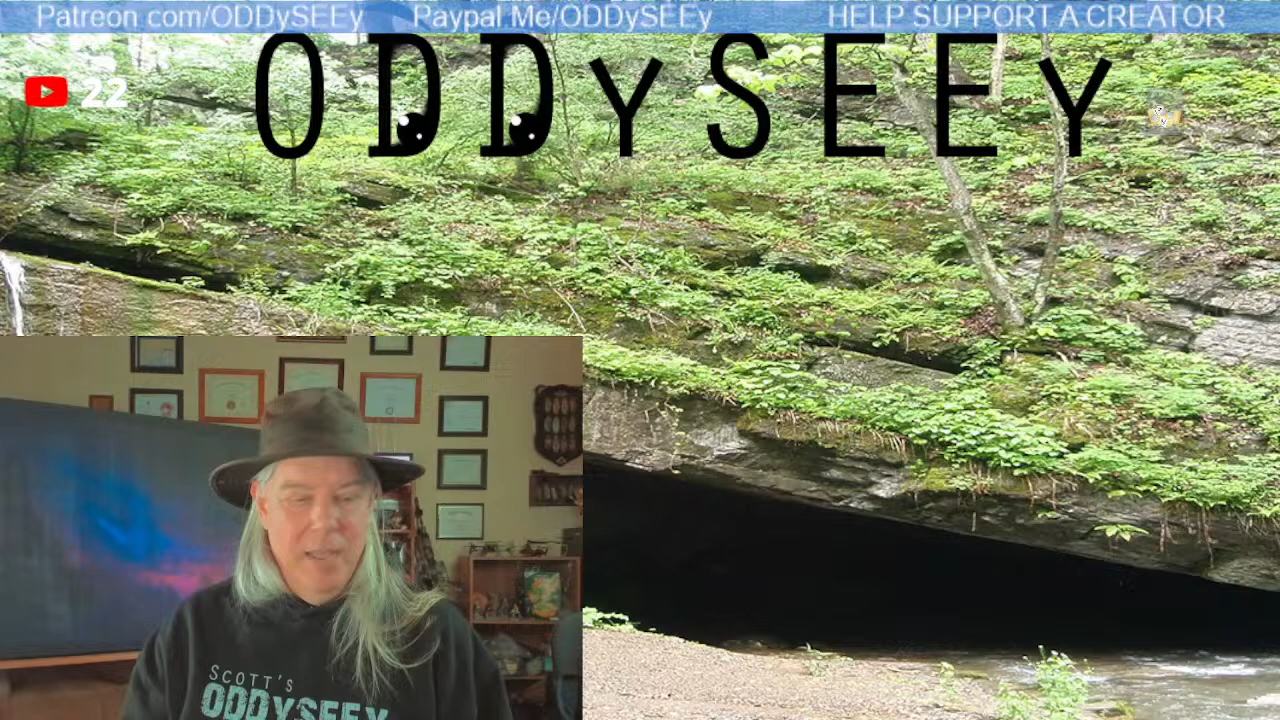 Patreon.com/ODDySEEy Paypal Me/ODDySEEy HELP SUPPORT A CREATOR
ODDySEEy
22
SCOTT'S
ODDySEEy